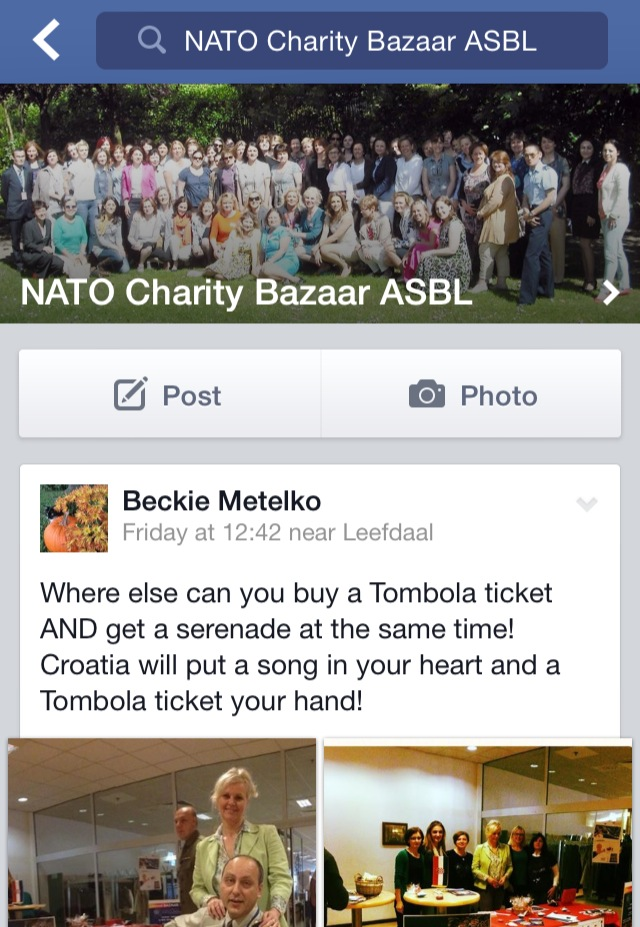 NATO Charity Bazaar ASBL
NATO Charity Bazaar ASBL
Post
Photo
Beckie Metelko
Friday at 12:42 near Leefdaal
Where else can you buy a Tombola ticket
AND get a serenade at the same time!
Croatia will put a song in your heart and a
Tombola ticket your hand!